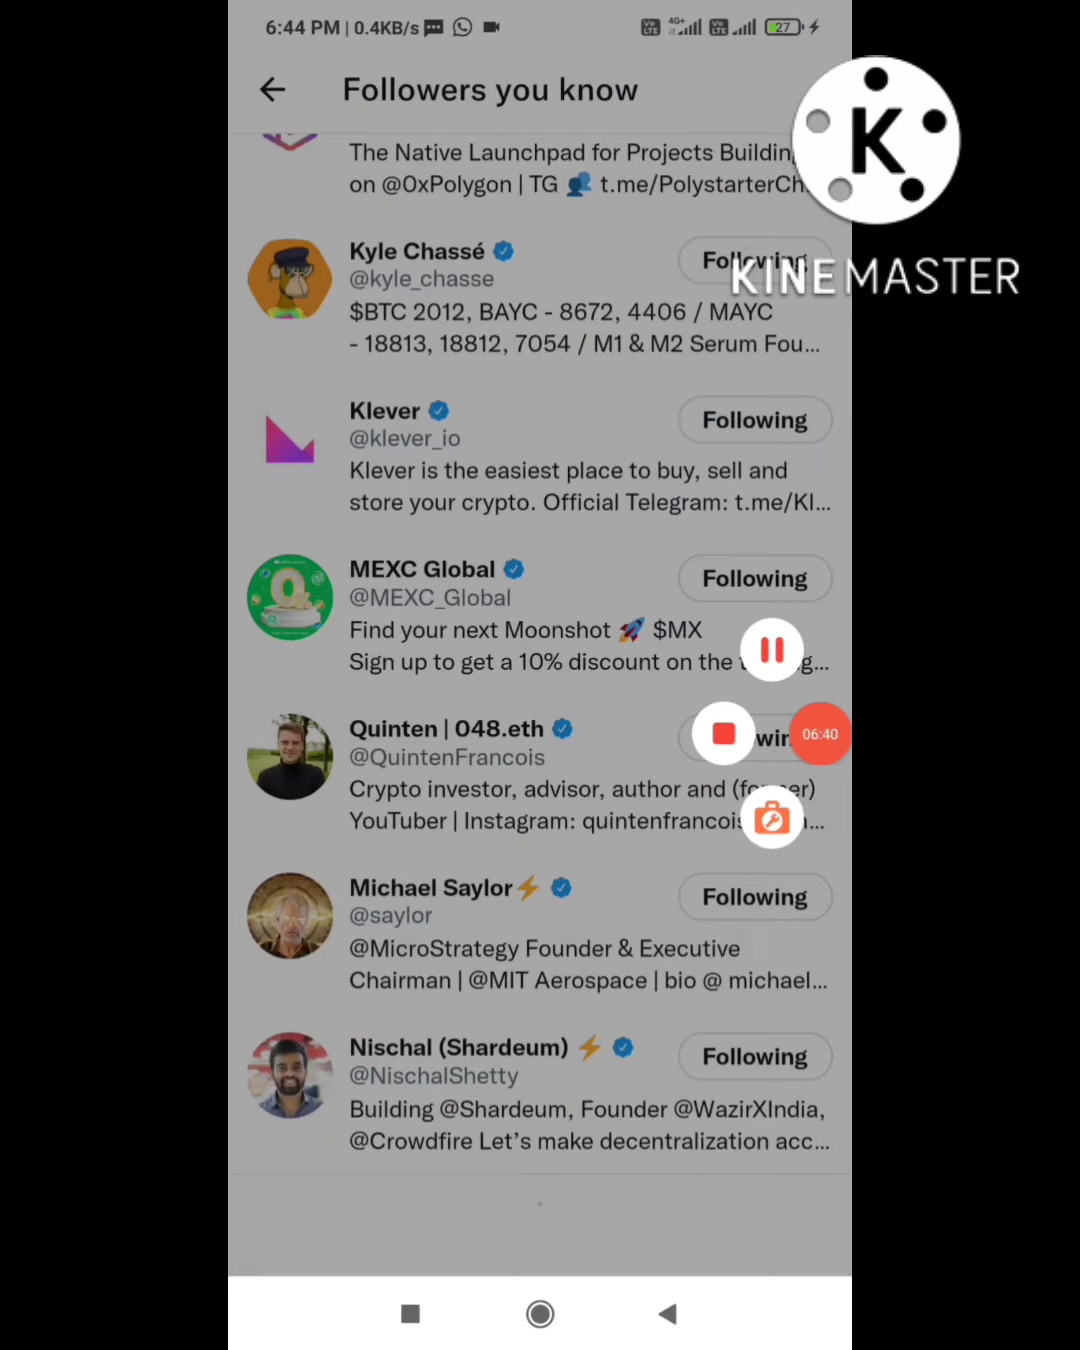 6:44 PM | 0.4KB/s
4G+
27
Followers you know
The Native Launchpad for Projects Buildin
on @0xPolygon | TG 👥 t.me/PolystarterCh
K
KINEMASTER
Kyle Chassé
Following
@kyle_chasse
$BTC 2012, BAYC - 8672, 4406 / MAYC
- 18813, 18812, 7054 / M1 & M2 Serum Fou...
Klever
Following
@klever_io
Klever is the easiest place to buy, sell and
store your crypto. Official Telegram: t.me/Kl...
MEXC Global
Following
@MEXC_Global
Find your next Moonshot 🚀 $MX
Sign up to get a 10% discount on the
Quinten | 048.eth
06:40
@QuintenFrancois
Crypto investor, advisor, author and (former)
YouTuber | Instagram: quintenfrancois
Michael Saylor⚡
Following
@saylor
@MicroStrategy Founder & Executive
Chairman | @MIT Aerospace | bio @ michael...
Nischal (Shardeum) ⚡
Following
@NischalShetty
Building @Shardeum, Founder @WazirXIndia,
@Crowdfire Let's make decentralization acc...